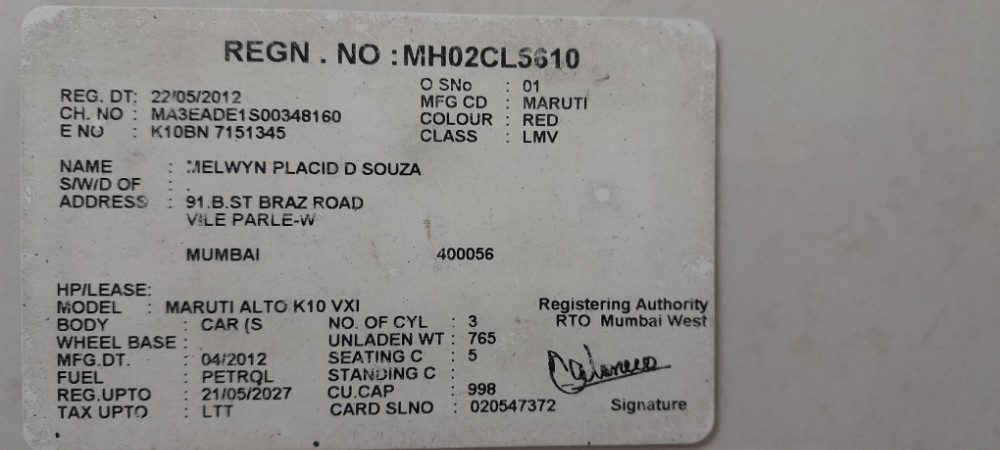 REGN . NO : MH02CL5610
REG. DT: 22/05/2012
CH. NO : MA3EADE1S00348160
E NO : K10BN 7151345
O SNo : 01
MFG CD : MARUTI
COLOUR : RED
CLASS : LMV
NAME : MELWYN PLACID D SOUZA
S/W/D OF : .
ADDRESS : 91.B.ST BRAZ ROAD
VILE PARLE-W
MUMBAI 400056
HP/LEASE:
MODEL : MARUTI ALTO K10 VXI
BODY : CAR (S
WHEEL BASE :
MFG.DT. : 04/2012
FUEL : PETROL
REG.UPTO : 21/05/2027
TAX UPTO : LTT
NO. OF CYL : 3
UNLADEN WT : 765
SEATING C : 5
STANDING C :
CU.CAP : 998
CARD SLNO : 020547372
Registering Authority
RTO Mumbai West
Signature